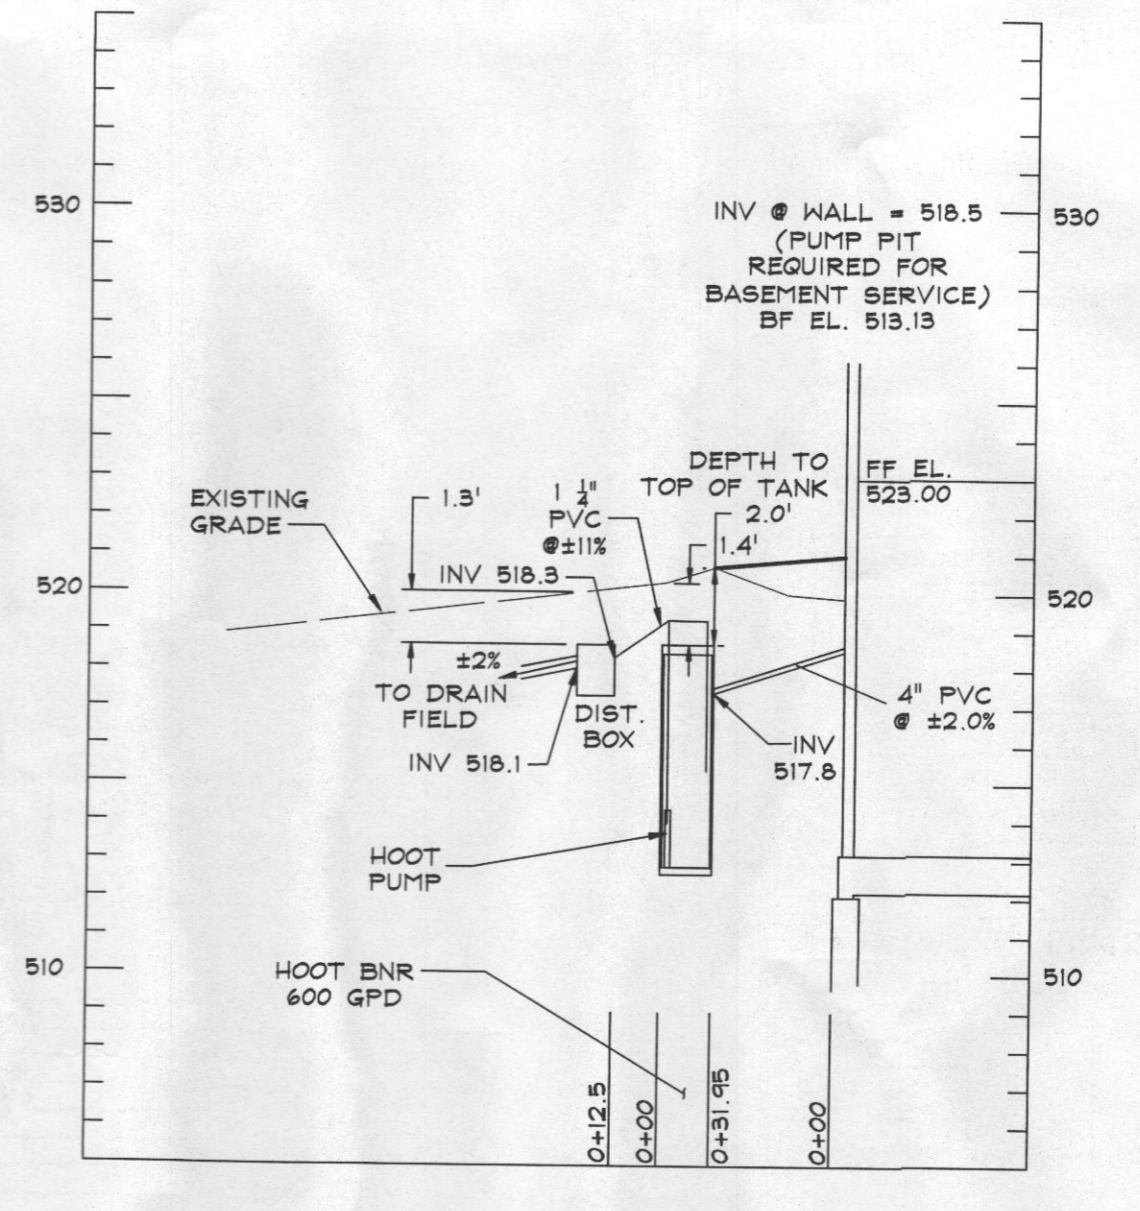 530
INV @ WALL = 518.5
(PUMP PIT
REQUIRED FOR
BASEMENT SERVICE)
BF EL. 513.13
530
DEPTH TO
TOP OF TANK
FF EL.
523.00
EXISTING
GRADE
1.3'
1 1/4"
PVC
@±11%
2.0'
1.4'
INV 518.3
520
520
±2%
TO DRAIN
FIELD
DIST.
BOX
4" PVC
@ ±2.0%
INV 518.1
INV
517.8
HOOT
PUMP
510
HOOT BNR
600 GPD
510
0+12.5
0+00
0+31.95
0+00